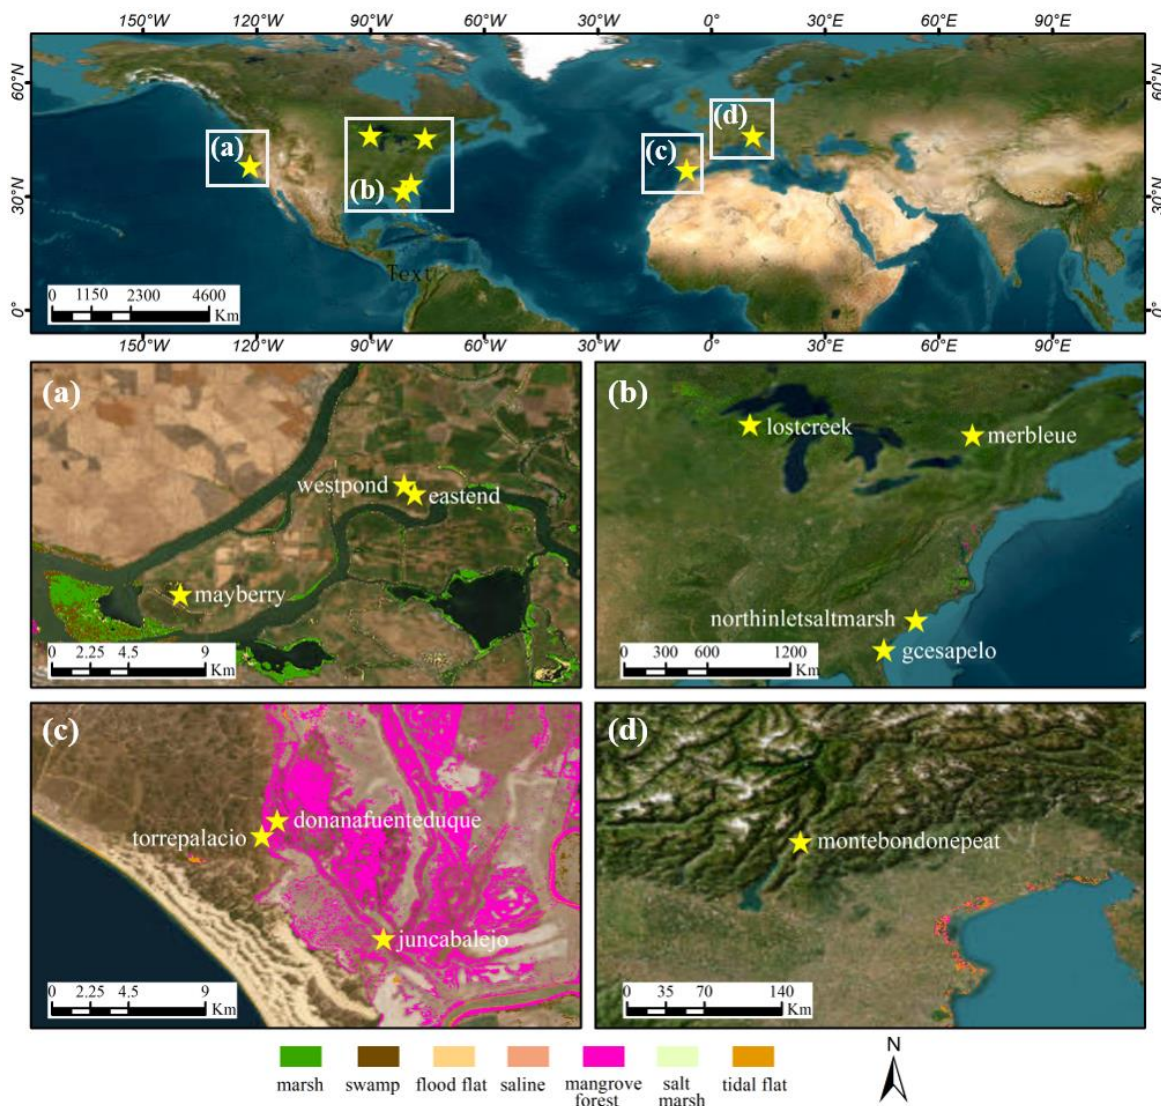 150°W 120°W 90°W 60°W 30°W 0° 30°E 60°E 90°E
60°N 60°N
(a) (b) (c) (d)
30°N 30°N
Text
0 1150 2300 4600
Km
0° 0°
150°W 120°W 90°W 60°W 30°W 0° 30°E 60°E 90°E
(a)
westpond
eastend
mayberry
0 2.25 4.5 9
Km
(b)
lostcreek
merbleue
northinletsaltmarsh
gcesapelo
0 300 600 1200
Km
(c)
donanafuenteduque
torrepalacio
juncabalejo
0 2.25 4.5 9
Km
(d)
montebondonepeat
0 35 70 140
Km
marsh swamp flood flat saline mangrove forest salt marsh tidal flat
N